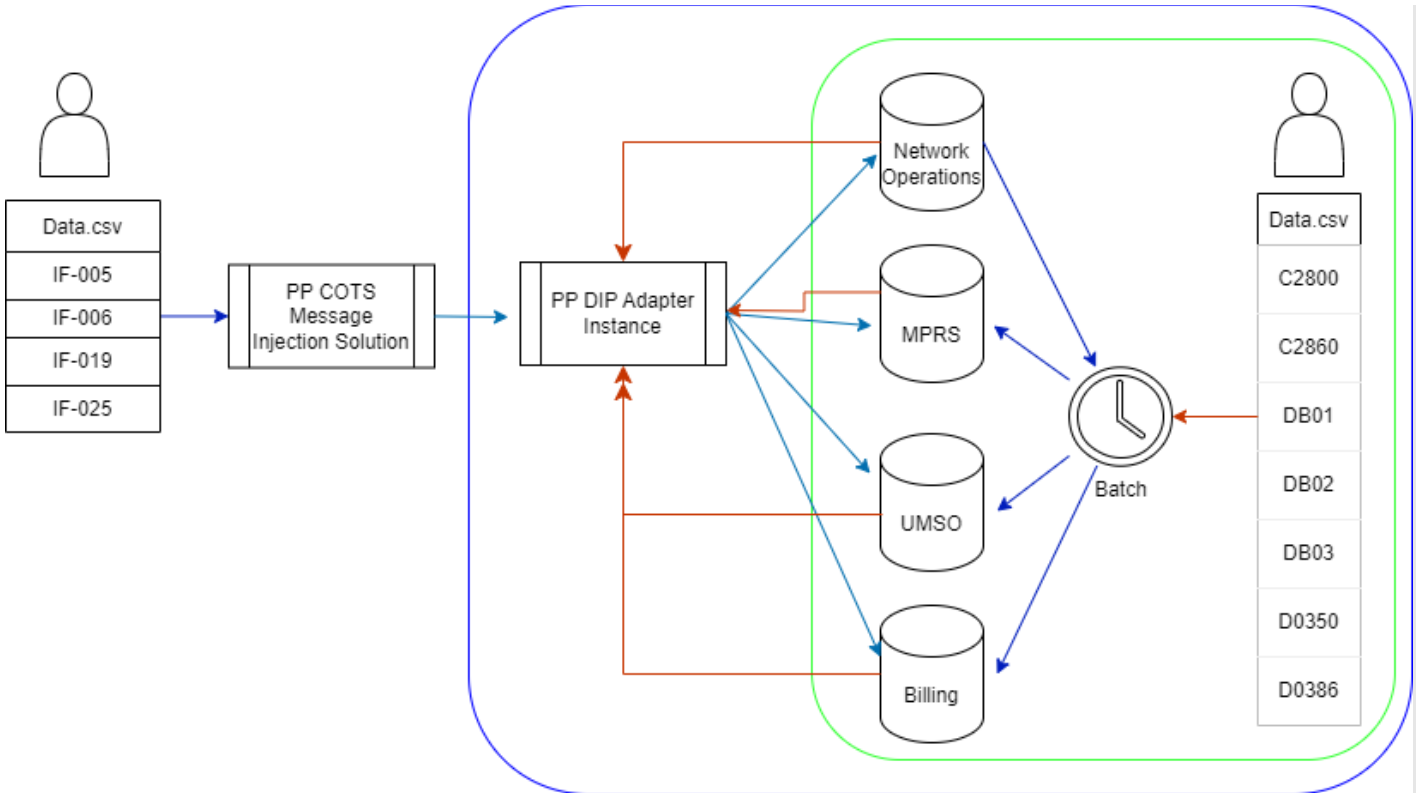 Data.csv
IF-005
IF-006
IF-019
IF-025
PP COTS
Message
Injection Solution
PP DIP Adapter
Instance
Network
Operations
MPRS
UMSO
Billing
Batch
Data.csv
C2800
C2860
DB01
DB02
DB03
D0350
D0386